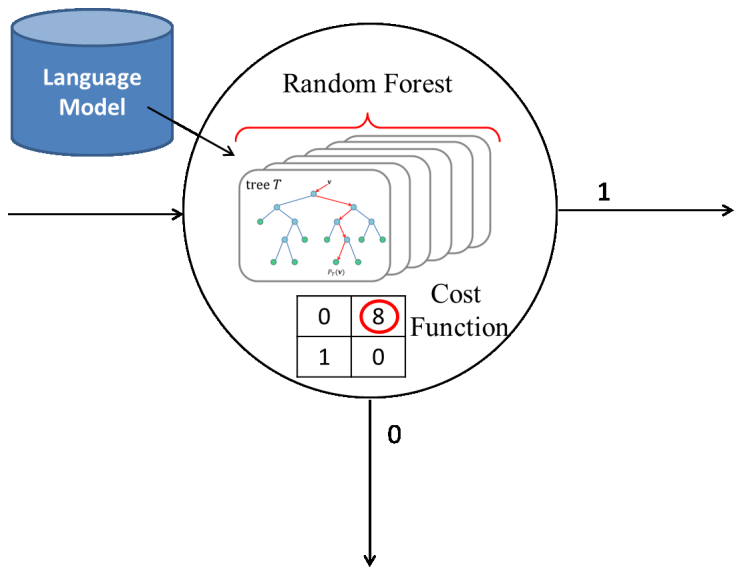 Language
Model
Random Forest
tree T
v
P_T(v)
1
Cost
Function
0 8
1 0
0